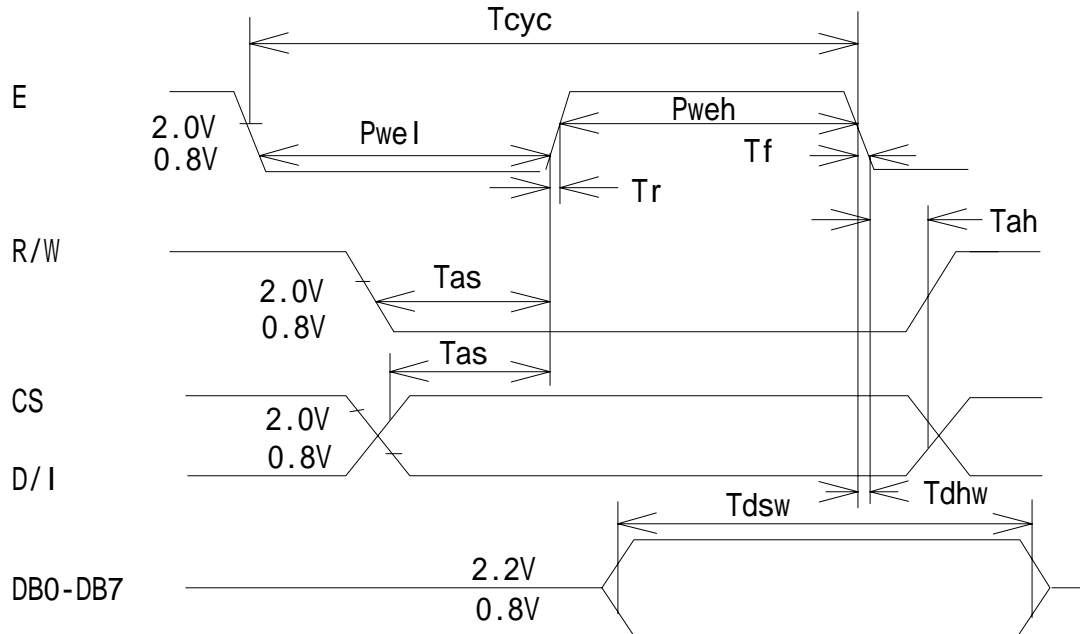 Tcyc
E
Pweh
2.0V
Pwel
0.8V
Tf
Tr
Tah
R/W
Tas
2.0V
0.8V
Tas
CS
2.0V
0.8V
D/I
Tdsw
Tdhw
2.2V
DB0-DB7
0.8V